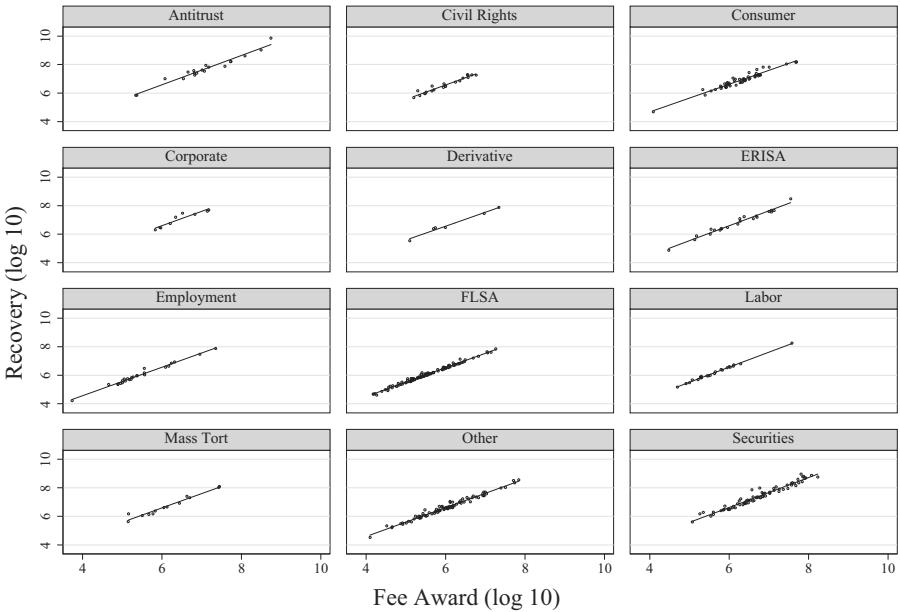 Antitrust Civil Rights Consumer
10
8
6
4
Corporate Derivative ERISA
10
8
6
4
Employment FLSA Labor
10
8
6
4
Mass Tort Other Securities
10
8
6
4
4 6 8 10 4 6 8 10 4 6 8 10
Recovery (log 10)
Fee Award (log 10)